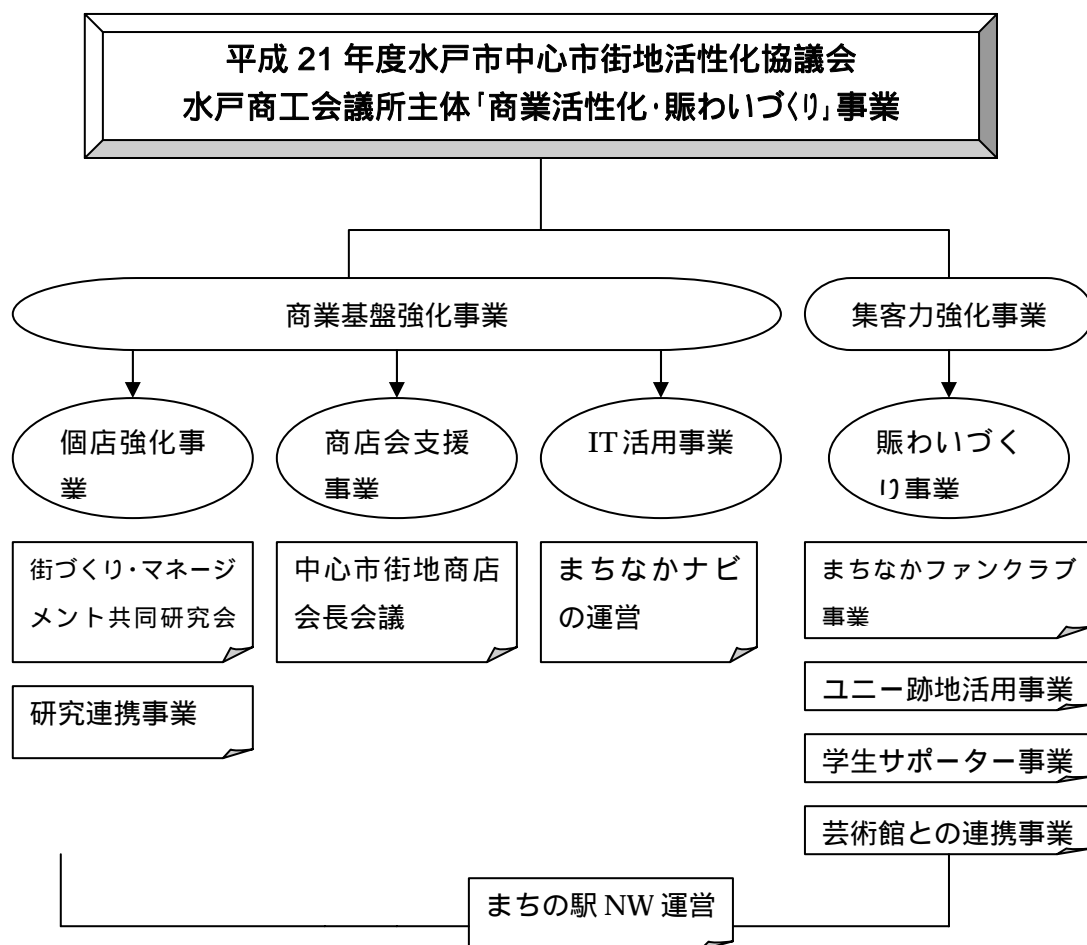 平成 21 年度水戸市中心市街地活性化協議会
水戸商工会議所主体「商業活性化・賑わいづくり」事業
商業基盤強化事業
集客力強化事業
個店強化事
業
商店会支援
事業
IT 活用事業
賑わいづく
り事業
街づくり・マネージ
メント共同研究会
中心市街地商店
会長会議
まちなかナビ
の運営
まちなかファンクラブ
事業
研究連携事業
ユニー跡地活用事業
学生サポーター事業
芸術館との連携事業
まちの駅 NW 運営